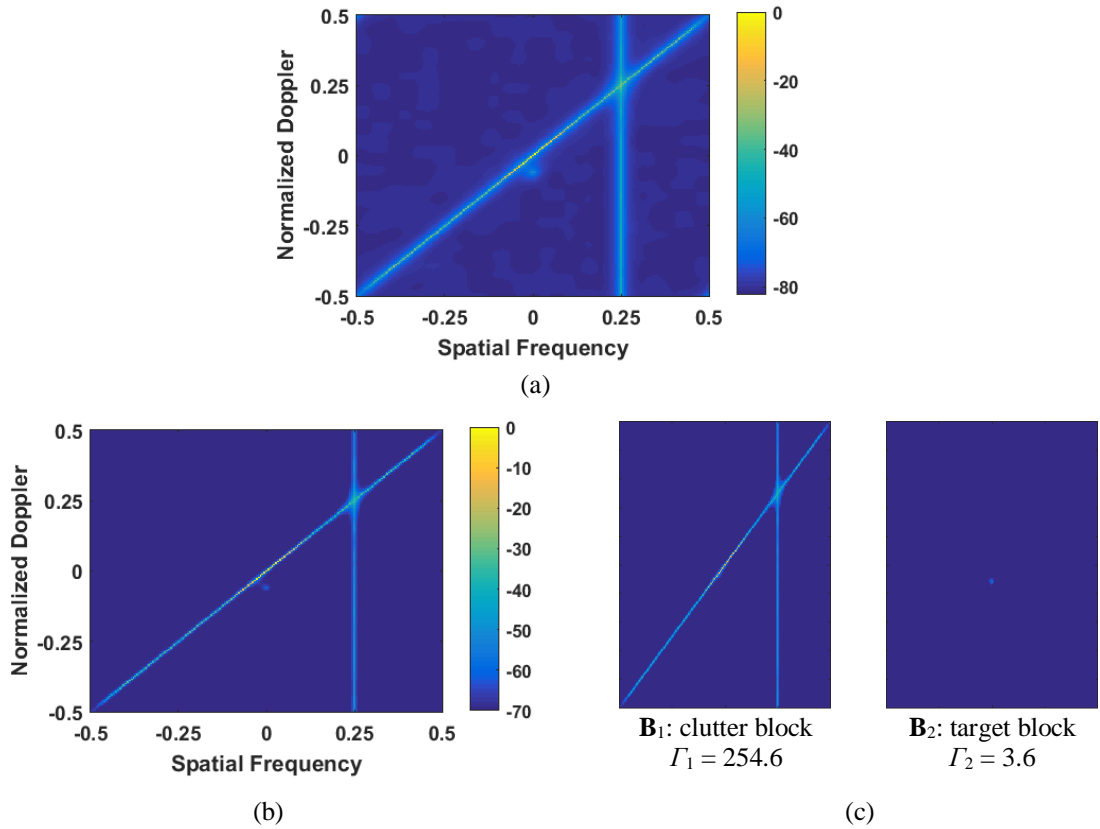 0.5
0.25
0
-0.25
-0.5
Normalized Doppler
-0.5 -0.25 0 0.25 0.5
Spatial Frequency
0
-20
-40
-60
-80
(a)
0.5
0.25
0
-0.25
-0.5
Normalized Doppler
-0.5 -0.25 0 0.25 0.5
Spatial Frequency
0
-10
-20
-30
-40
-50
-60
-70
(b)
B₁: clutter block
Γ₁ = 254.6
B₂: target block
Γ₂ = 3.6
(c)